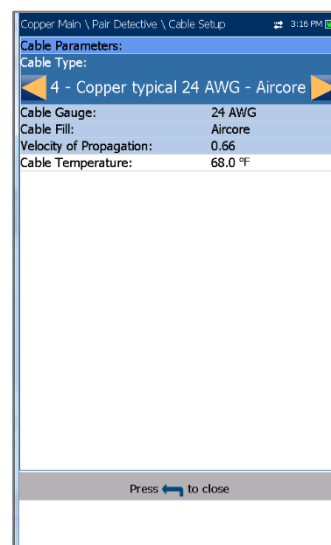 Copper Main \ Pair Detective \ Cable Setup 3:16 PM
Cable Parameters:
Cable Type:
4 - Copper typical 24 AWG - Aircore
Cable Gauge: 24 AWG
Cable Fill: Aircore
Velocity of Propagation: 0.66
Cable Temperature: 68.0 ºF
Press to close